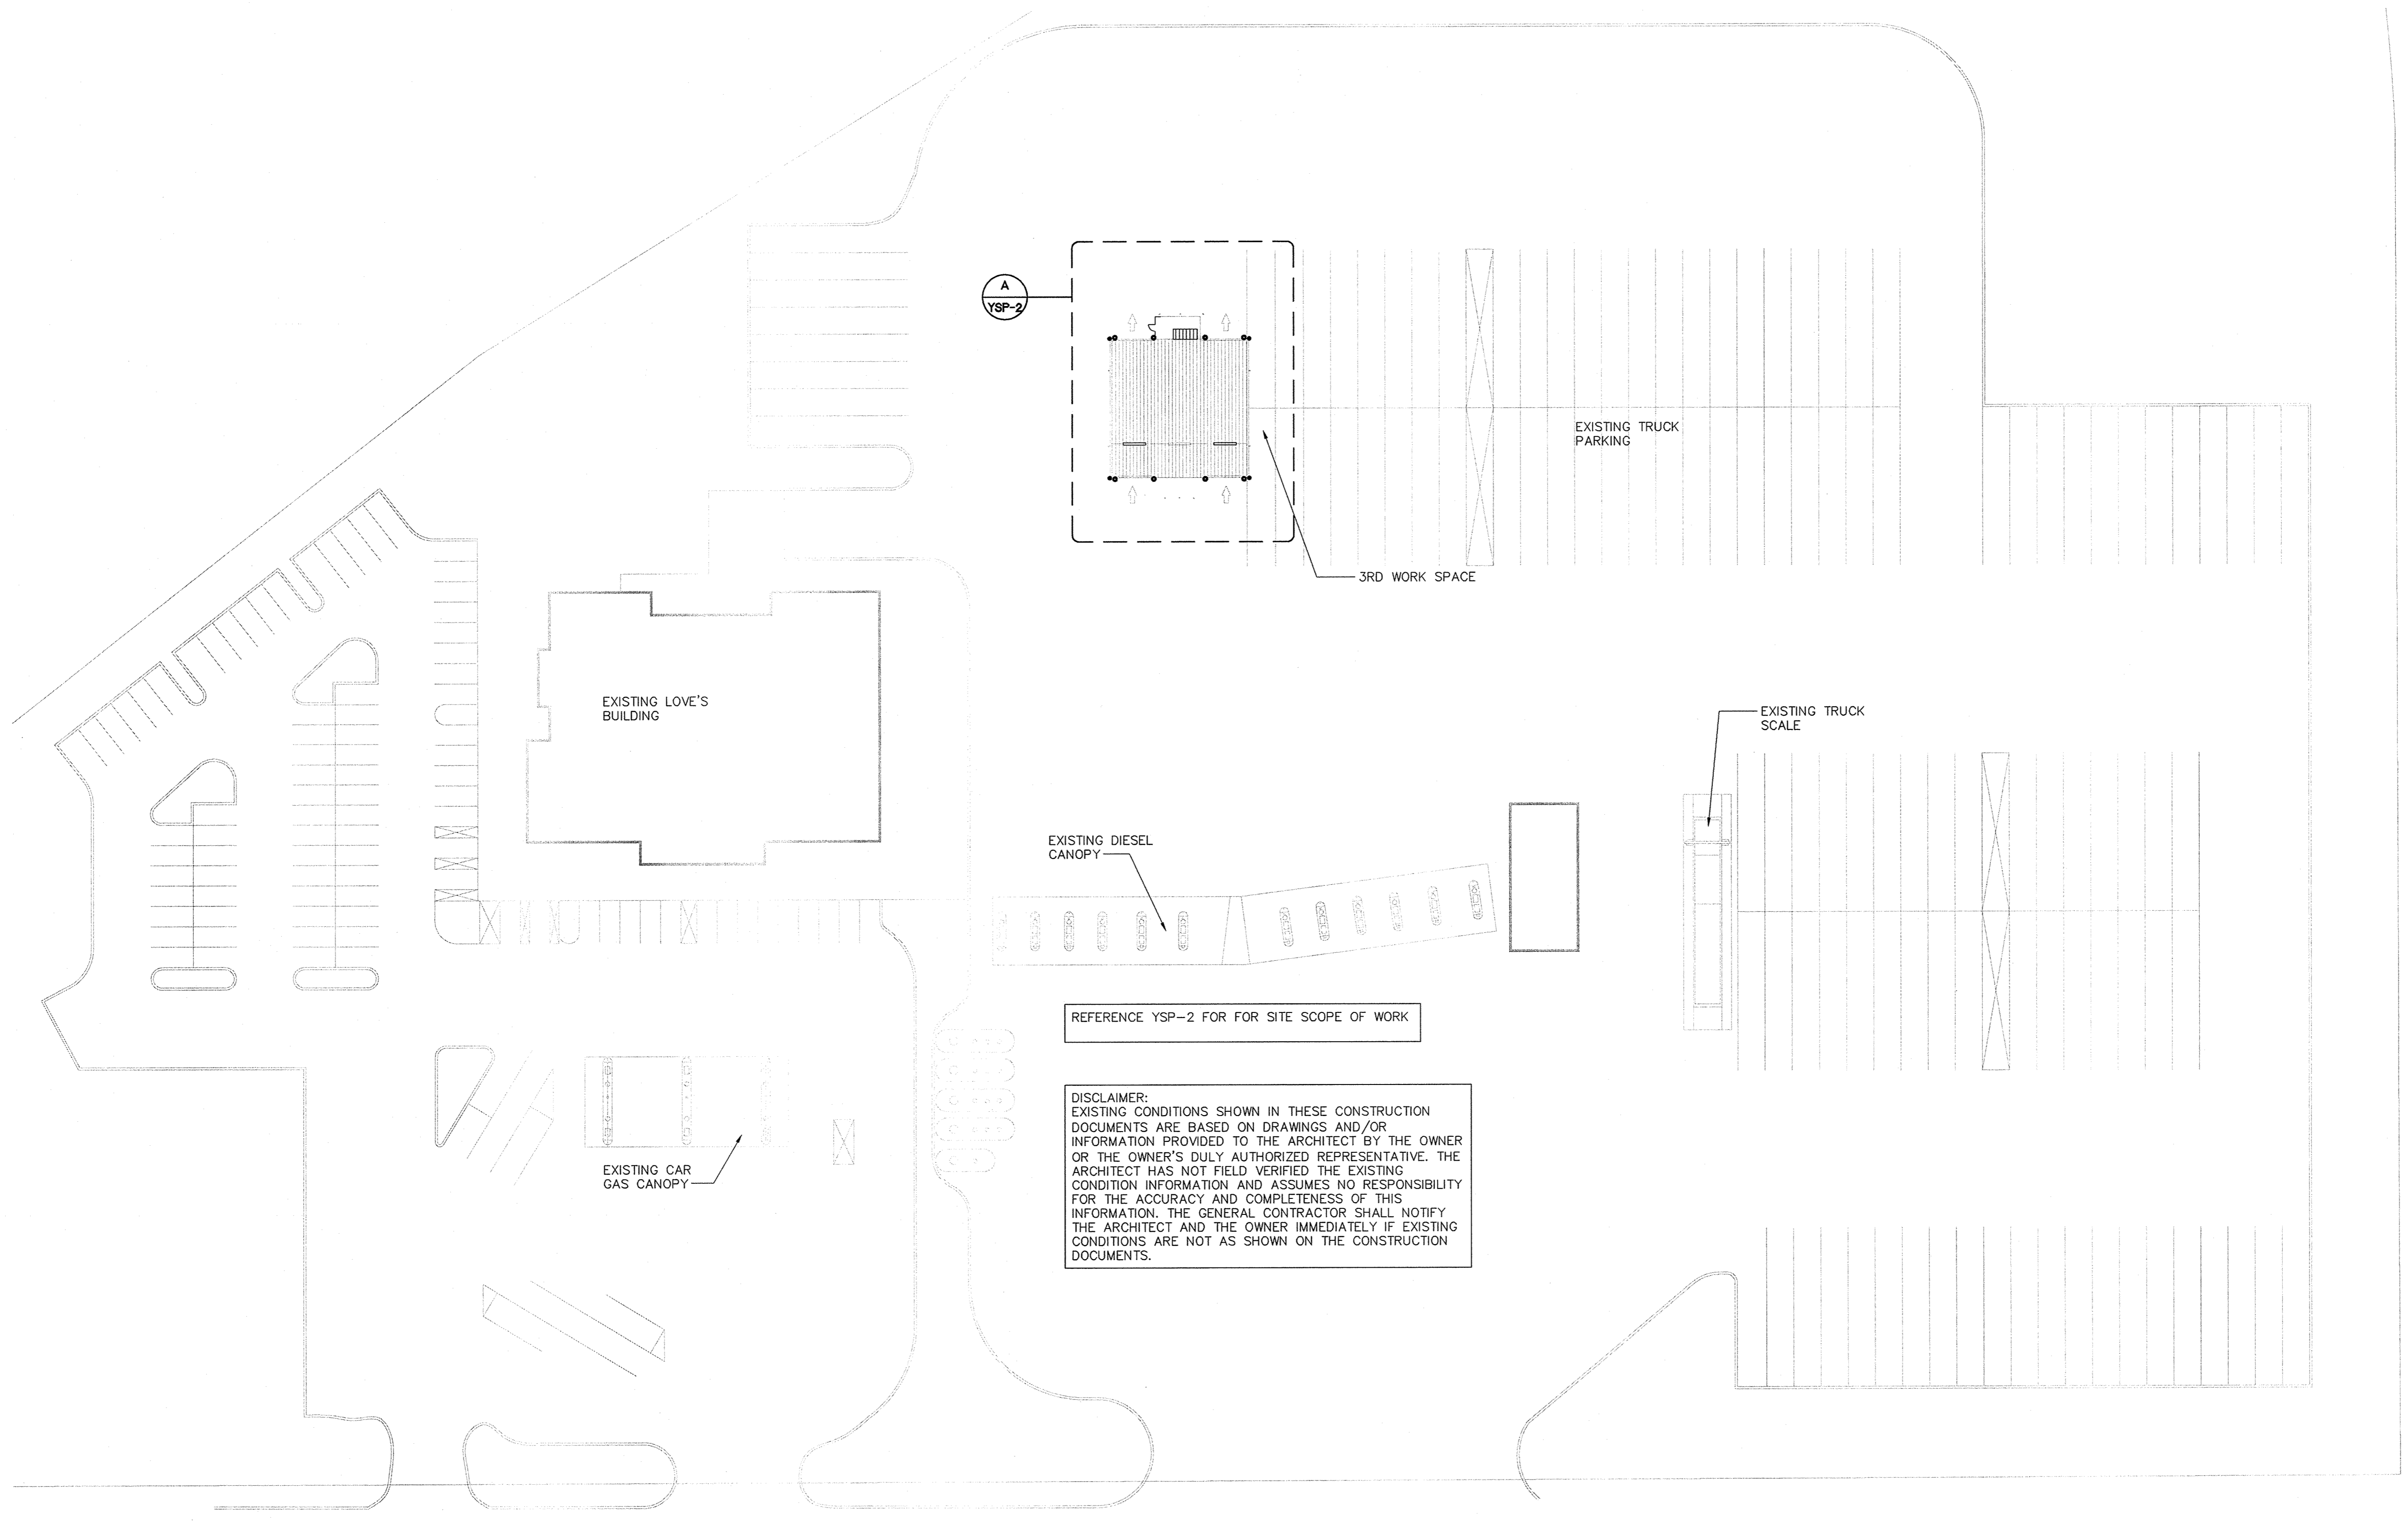 A
YSP-2
EXISTING TRUCK
PARKING
3RD WORK SPACE
EXISTING LOVE'S
BUILDING
EXISTING TRUCK
SCALE
EXISTING DIESEL
CANOPY
REFERENCE YSP-2 FOR FOR SITE SCOPE OF WORK
DISCLAIMER:
EXISTING CONDITIONS SHOWN IN THESE CONSTRUCTION
DOCUMENTS ARE BASED ON DRAWINGS AND/OR
INFORMATION PROVIDED TO THE ARCHITECT BY THE OWNER
OR THE OWNER'S DULY AUTHORIZED REPRESENTATIVE. THE
ARCHITECT HAS NOT FIELD VERIFIED THE EXISTING
CONDITION INFORMATION AND ASSUMES NO RESPONSIBILITY
FOR THE ACCURACY AND COMPLETENESS OF THIS
INFORMATION. THE GENERAL CONTRACTOR SHALL NOTIFY
THE ARCHITECT AND THE OWNER IMMEDIATELY IF EXISTING
CONDITIONS ARE NOT AS SHOWN ON THE CONSTRUCTION
DOCUMENTS.
EXISTING CAR
GAS CANOPY